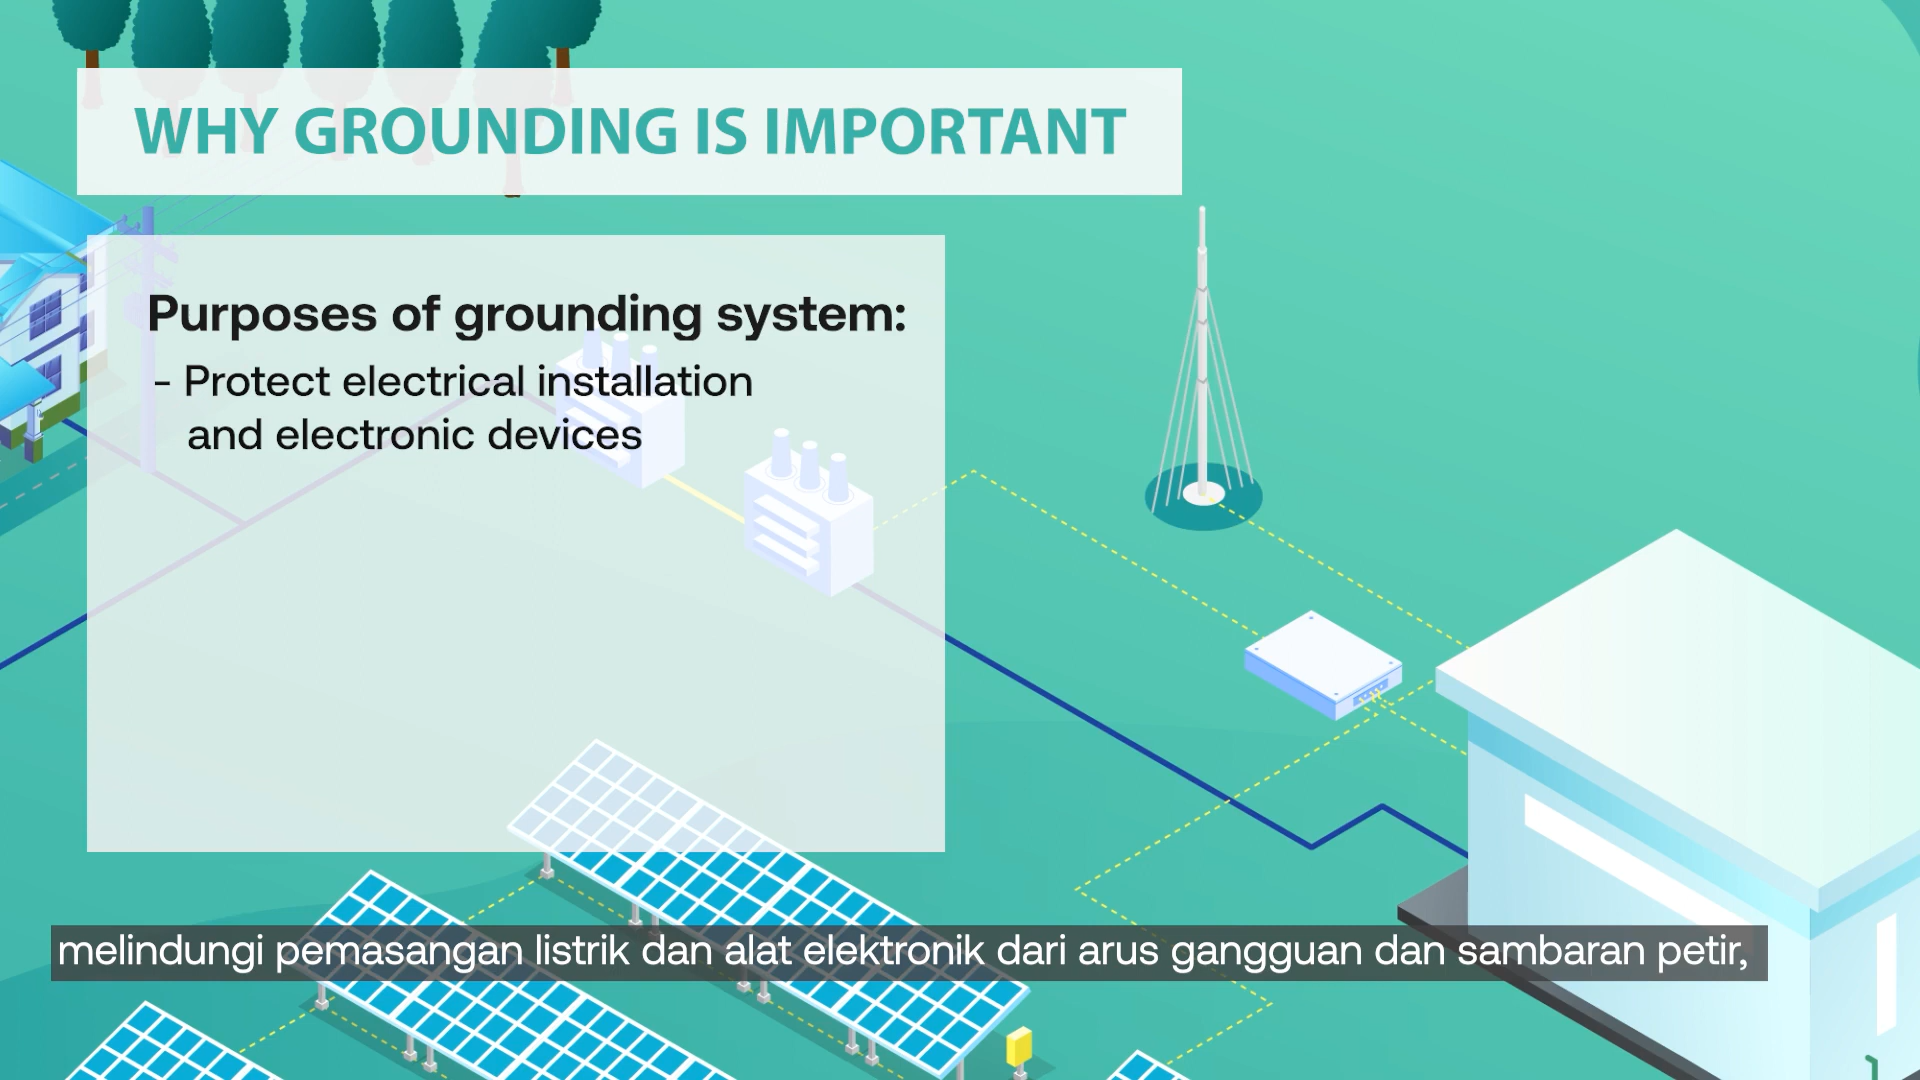 WHY GROUNDING IS IMPORTANT
Purposes of grounding system:
- Protect electrical installation
and electronic devices
melindungi pemasangan listrik dan alat elektronik dari arus gangguan dan sambaran petir,